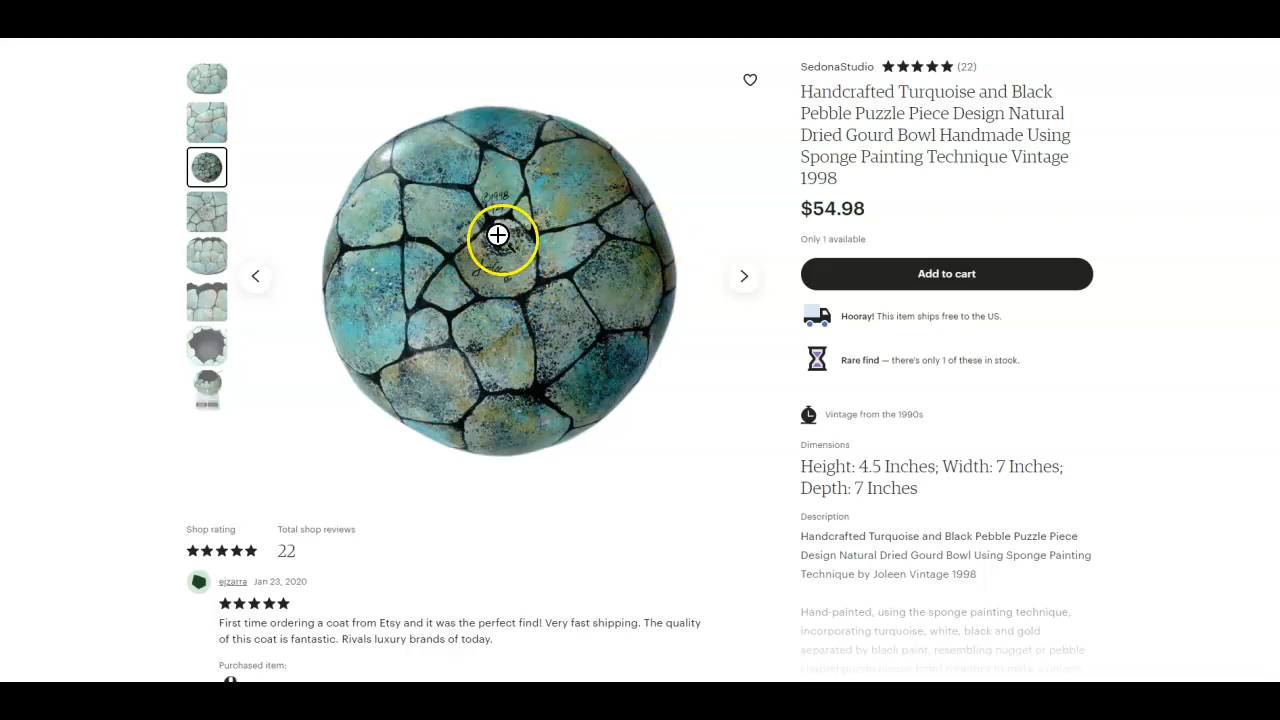 SedonaStudio (22)
Handcrafted Turquoise and Black
Pebble Puzzle Piece Design Natural
Dried Gourd Bowl Handmade Using
Sponge Painting Technique Vintage
1998
$54.98
Only 1 available
Add to cart
Hooray! This item ships free to the US.
Rare find — there's only 1 of these in stock.
Vintage from the 1990s
Dimensions
Height: 4.5 Inches; Width: 7 Inches;
Depth: 7 Inches
Description
Handcrafted Turquoise and Black Pebble Puzzle Piece
Design Natural Dried Gourd Bowl Using Sponge Painting
Technique by Joleen Vintage 1998
Hand-painted, using the sponge painting technique,
incorporating turquoise, white, black and gold
separated by black paint, resembling nugget or pebble
Shop rating
Total shop reviews
22
ejzarra Jan 23, 2020
First time ordering a coat from Etsy and it was the perfect find! Very fast shipping. The quality
of this coat is fantastic. Rivals luxury brands of today.
Purchased item: